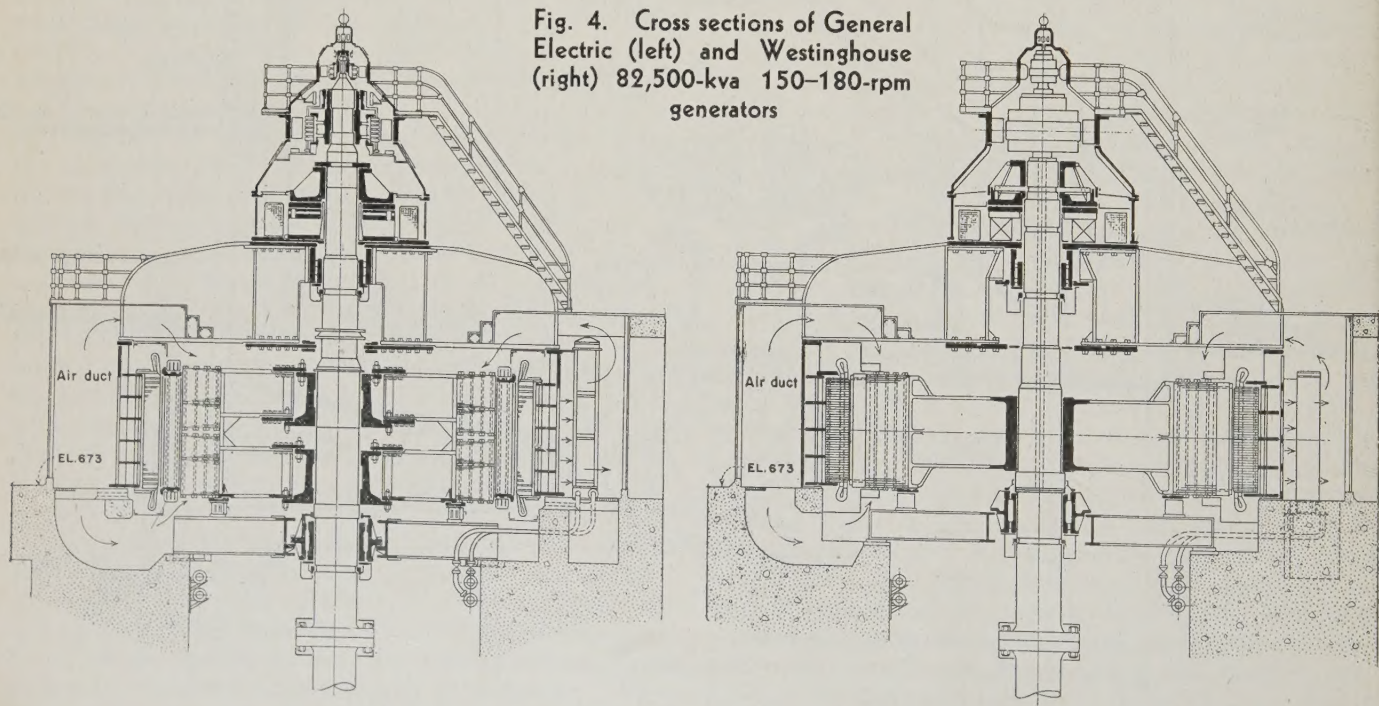 Fig. 4. Cross sections of General
Electric (left) and Westinghouse
(right) 82,500-kva 150–180-rpm
generators
Air duct
EL.673
Air duct
EL.673